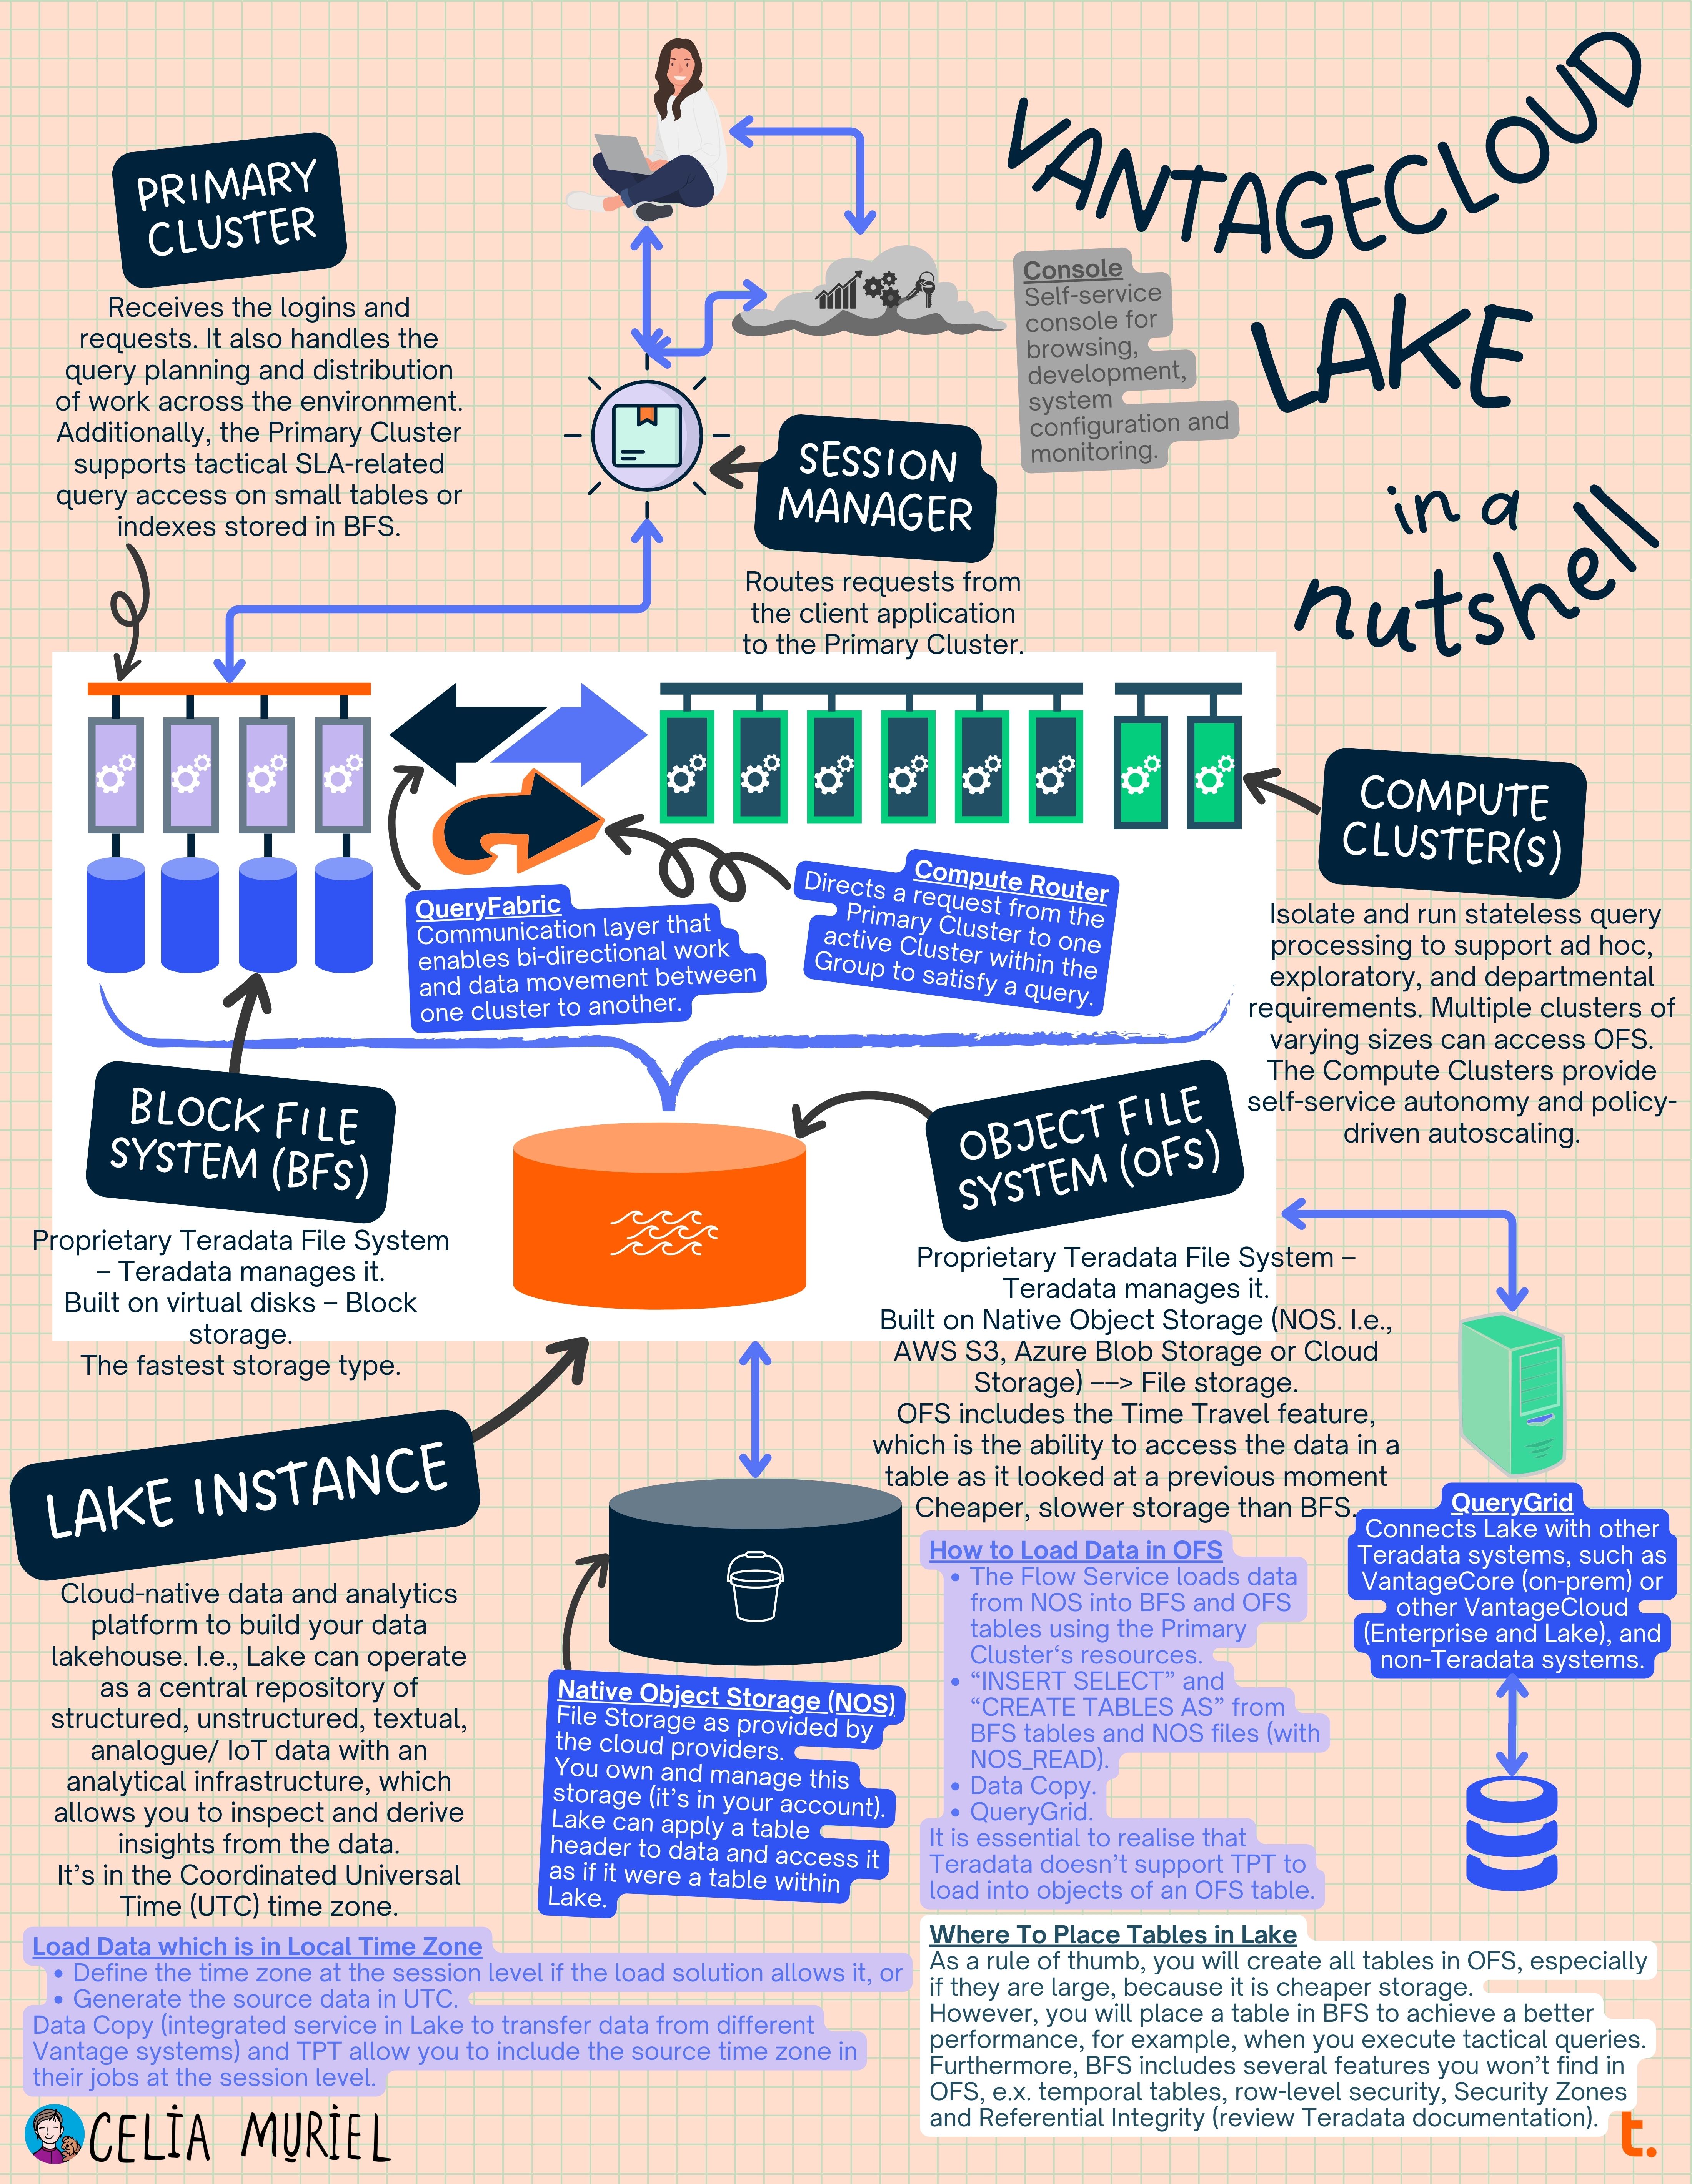 VANTAGECLOUD
LAKE
in a
nutshell
PRIMARY
CLUSTER
Receives the logins and
requests. It also handles the
query planning and distribution
of work across the environment.
Additionally, the Primary Cluster
supports tactical SLA-related
query access on small tables or
indexes stored in BFS.
Console
Self-service
console for
browsing,
development,
system
configuration and
monitoring.
SESSION
MANAGER
Routes requests from
the client application
to the Primary Cluster.
COMPUTE
CLUSTER(S)
Isolate and run stateless query
processing to support ad hoc,
exploratory, and departmental
requirements. Multiple clusters of
varying sizes can access OFS.
The Compute Clusters provide
self-service autonomy and policy-
driven autoscaling.
QueryFabric
Communication layer that
enables bi-directional work
and data movement between
one cluster to another.
Compute Router
Directs a request from the
Primary Cluster to one
active Cluster within the
Group to satisfy a query.
BLOCK FILE
SYSTEM (BFS)
Proprietary Teradata File System
– Teradata manages it.
Built on virtual disks – Block
storage.
The fastest storage type.
OBJECT FILE
SYSTEM (OFS)
Proprietary Teradata File System –
Teradata manages it.
Built on Native Object Storage (NOS. I.e.,
AWS S3, Azure Blob Storage or Cloud
Storage) ––> File storage.
OFS includes the Time Travel feature,
which is the ability to access the data in a
table as it looked at a previous moment
Cheaper, slower storage than BFS.
LAKE INSTANCE
Cloud-native data and analytics
platform to build your data
lakehouse. I.e., Lake can operate
as a central repository of
structured, unstructured, textual,
analogue/ IoT data with an
analytical infrastructure, which
allows you to inspect and derive
insights from the data.
It's in the Coordinated Universal
Time (UTC) time zone.
Native Object Storage (NOS)
File Storage as provided by
the cloud providers.
You own and manage this
storage (it's in your account).
Lake can apply a table
header to data and access it
as if it were a table within
Lake.
How to Load Data in OFS
• The Flow Service loads data
from NOS into BFS and OFS
tables using the Primary
Cluster‘s resources.
• “INSERT SELECT” and
“CREATE TABLES AS” from
BFS tables and NOS files (with
NOS_READ).
• Data Copy.
• QueryGrid.
It is essential to realise that
Teradata doesn't support TPT to
load into objects of an OFS table.
QueryGrid
Connects Lake with other
Teradata systems, such as
VantageCore (on-prem) or
other VantageCloud
(Enterprise and Lake), and
non-Teradata systems.
Load Data which is in Local Time Zone
• Define the time zone at the session level if the load solution allows it, or
• Generate the source data in UTC.
Data Copy (integrated service in Lake to transfer data from different
Vantage systems) and TPT allow you to include the source time zone in
their jobs at the session level.
Where To Place Tables in Lake
As a rule of thumb, you will create all tables in OFS, especially
if they are large, because it is cheaper storage.
However, you will place a table in BFS to achieve a better
performance, for example, when you execute tactical queries.
Furthermore, BFS includes several features you won't find in
OFS, e.x. temporal tables, row-level security, Security Zones
and Referential Integrity (review Teradata documentation).
CELIA MURIEL
t.